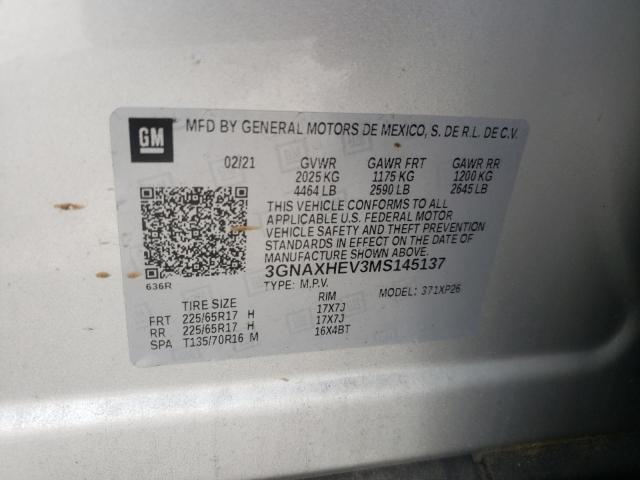 GM
MFD BY GENERAL MOTORS DE MEXICO, S. DE R.L. DE C.V.
02/21 GVWR GAWR FRT GAWR RR
2025 KG 1175 KG 1200 KG
4464 LB 2590 LB 2645 LB
THIS VEHICLE CONFORMS TO ALL
APPLICABLE U.S. FEDERAL MOTOR
VEHICLE SAFETY AND THEFT PREVENTION
STANDARDS IN EFFECT ON THE DATE OF
MANUFACTURE SHOWN ABOVE.
3GNAXHEV3MS145137
636R
TYPE: M.P.V. MODEL: 371XP26
TIRE SIZE RIM
FRT 225/65R17 H 17X7J
RR 225/65R17 H 17X7J
SPA T135/70R16 M 16X4BT